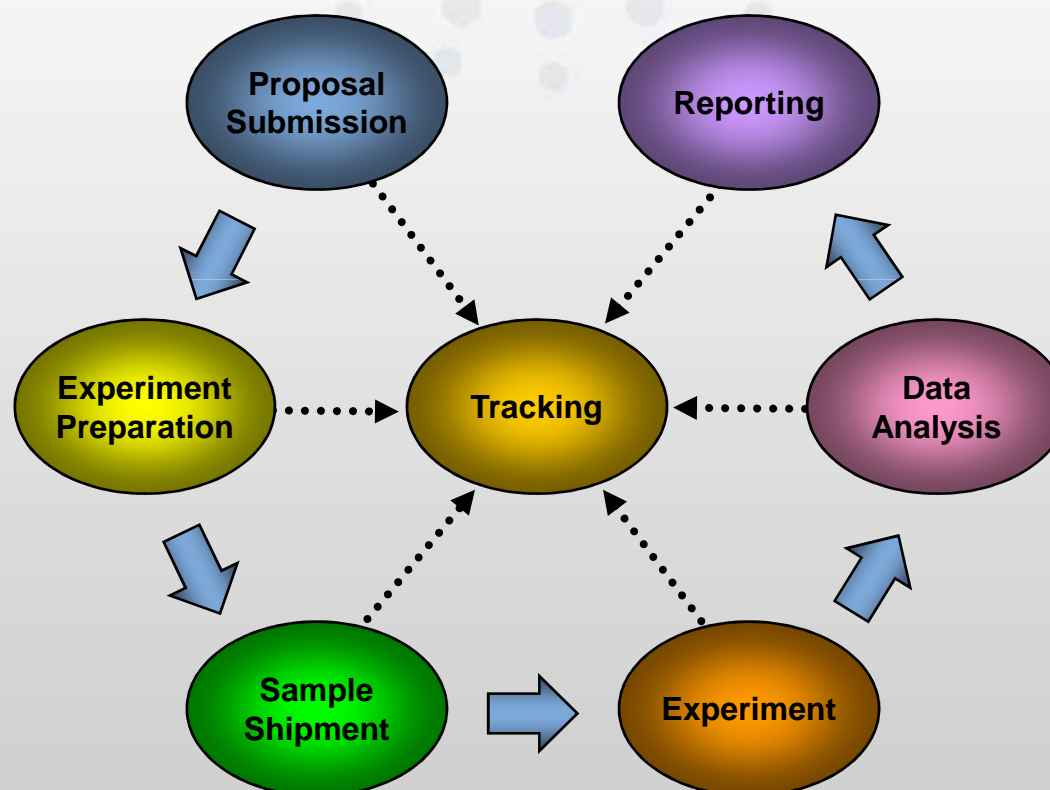 Proposal
Submission
Reporting
Experiment
Preparation
Tracking
Data
Analysis
Sample
Shipment
Experiment